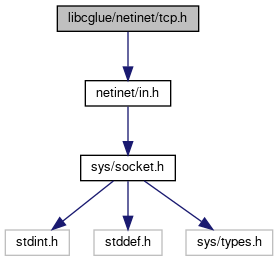 libcglue/netinet/tcp.h
netinet/in.h
sys/socket.h
stdint.h
stddef.h
sys/types.h